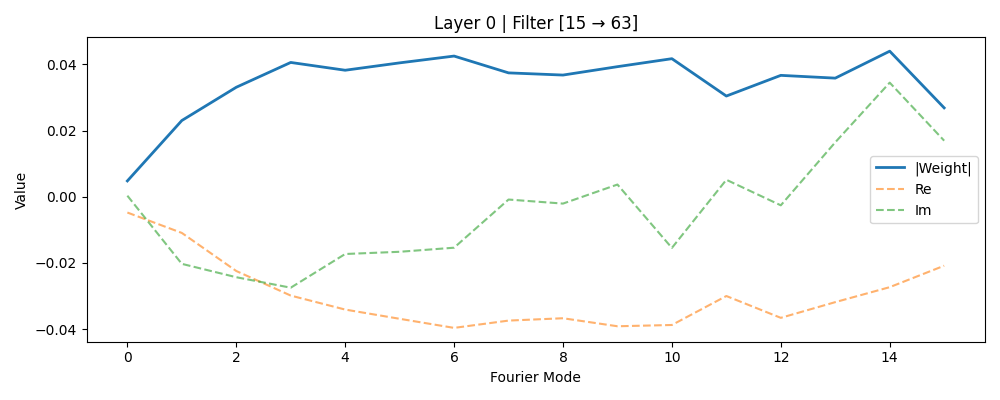 Layer 0 | Filter [15 → 63]
Value
0.04
0.02
0.00
−0.02
−0.04
|Weight|
Re
Im
0 2 4 6 8 10 12 14
Fourier Mode